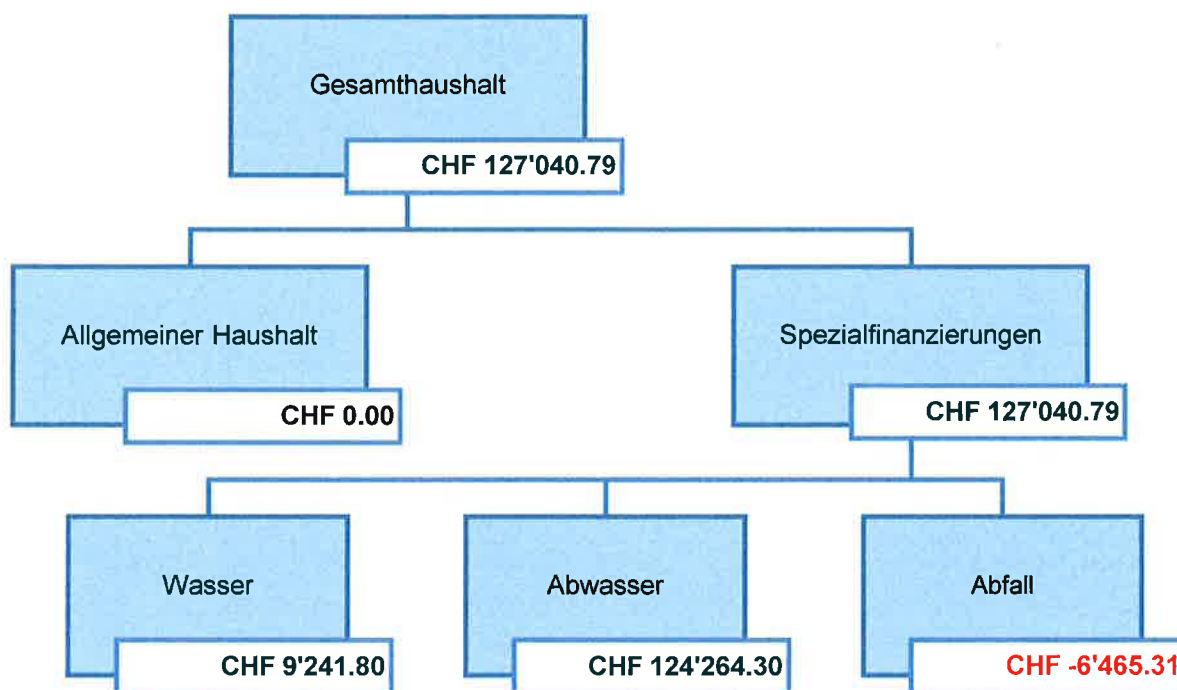 Gesamthaushalt
CHF 127'040.79
Allgemeiner Haushalt
CHF 0.00
Spezialfinanzierungen
CHF 127'040.79
Wasser
CHF 9'241.80
Abwasser
CHF 124'264.30
Abfall
CHF -6'465.31